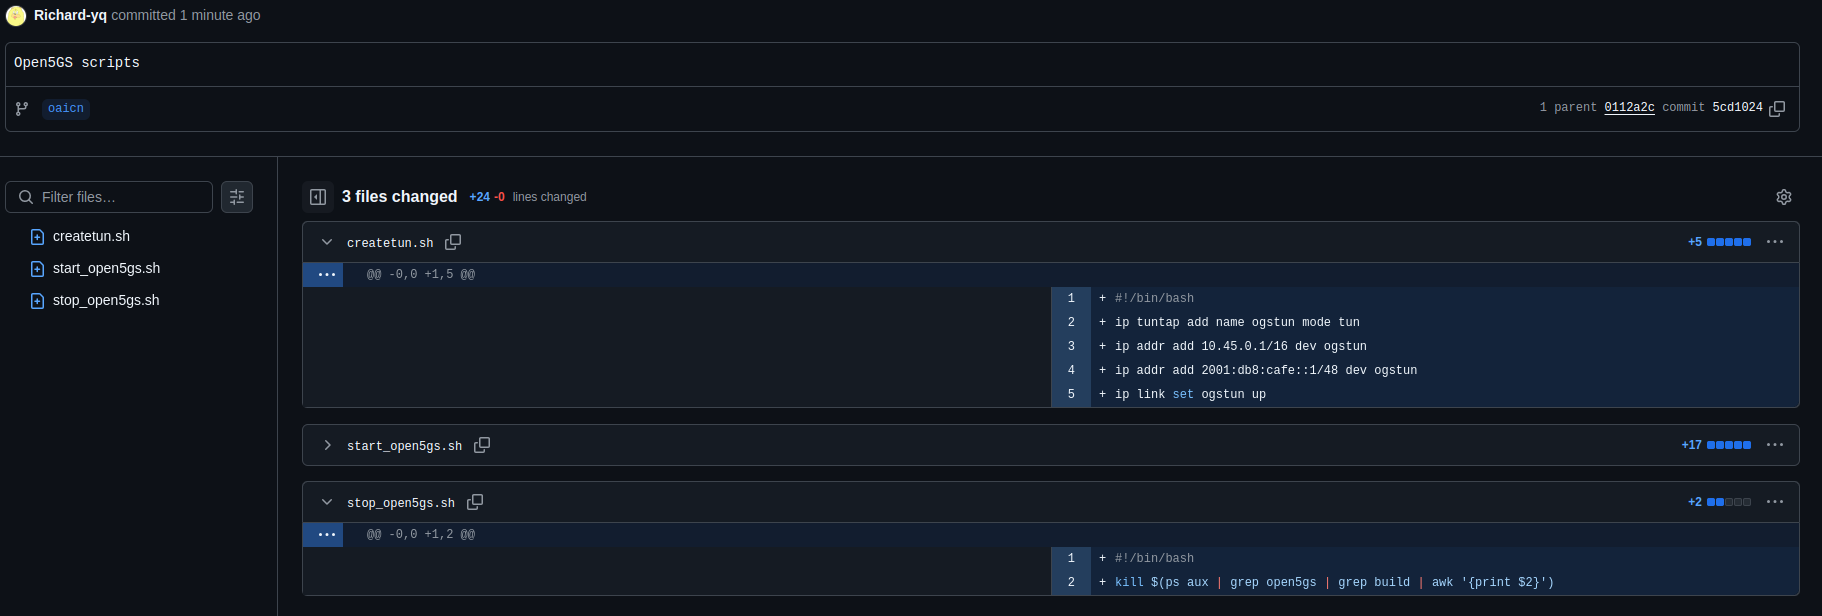 Richard-yq committed 1 minute ago
Open5GS scripts
oaicn
1 parent 0112a2c commit 5cd1024
Filter files…
createtun.sh
start_open5gs.sh
stop_open5gs.sh
3 files changed +24 -0 lines changed
createtun.sh +5
@@ -0,0 +1,5 @@
1 + #!/bin/bash
2 + ip tuntap add name ogstun mode tun
3 + ip addr add 10.45.0.1/16 dev ogstun
4 + ip addr add 2001:db8:cafe::1/48 dev ogstun
5 + ip link set ogstun up
start_open5gs.sh +17
stop_open5gs.sh +2
@@ -0,0 +1,2 @@
1 + #!/bin/bash
2 + kill $(ps aux | grep open5gs | grep build | awk '{print $2}')